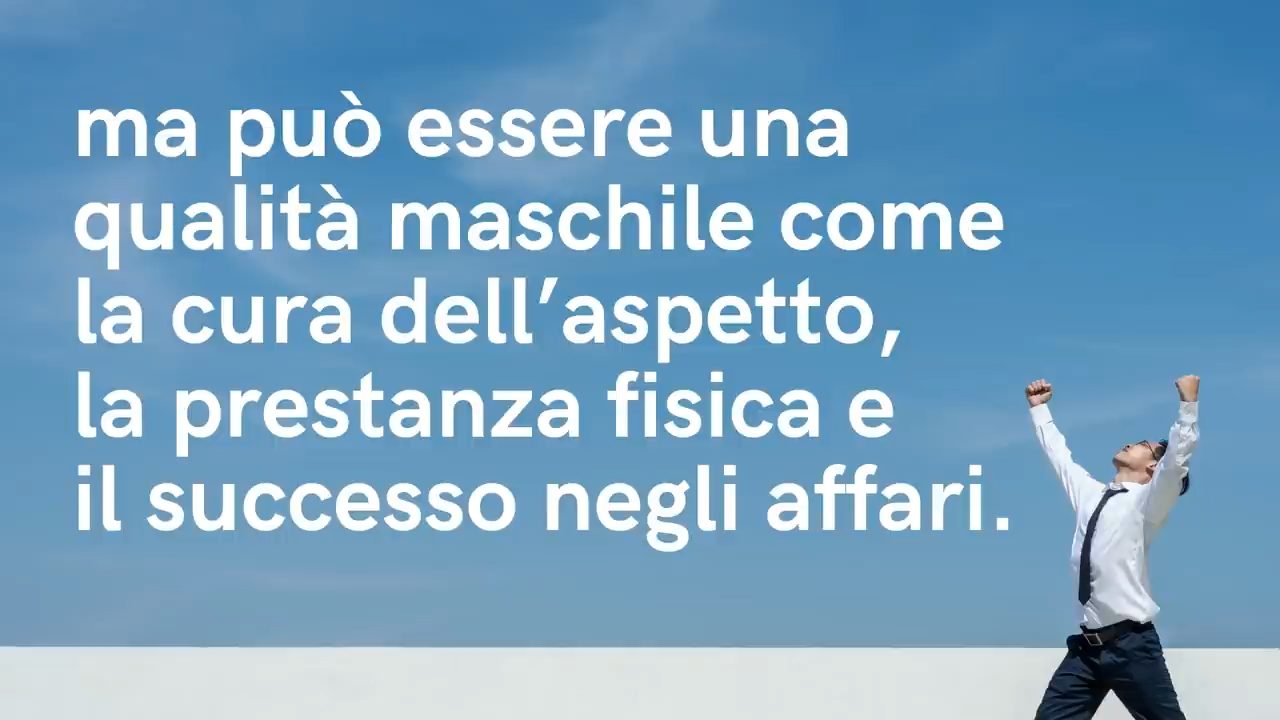 ma può essere una
qualità maschile come
la cura dell’aspetto,
la prestanza fisica e
il successo negli affari.